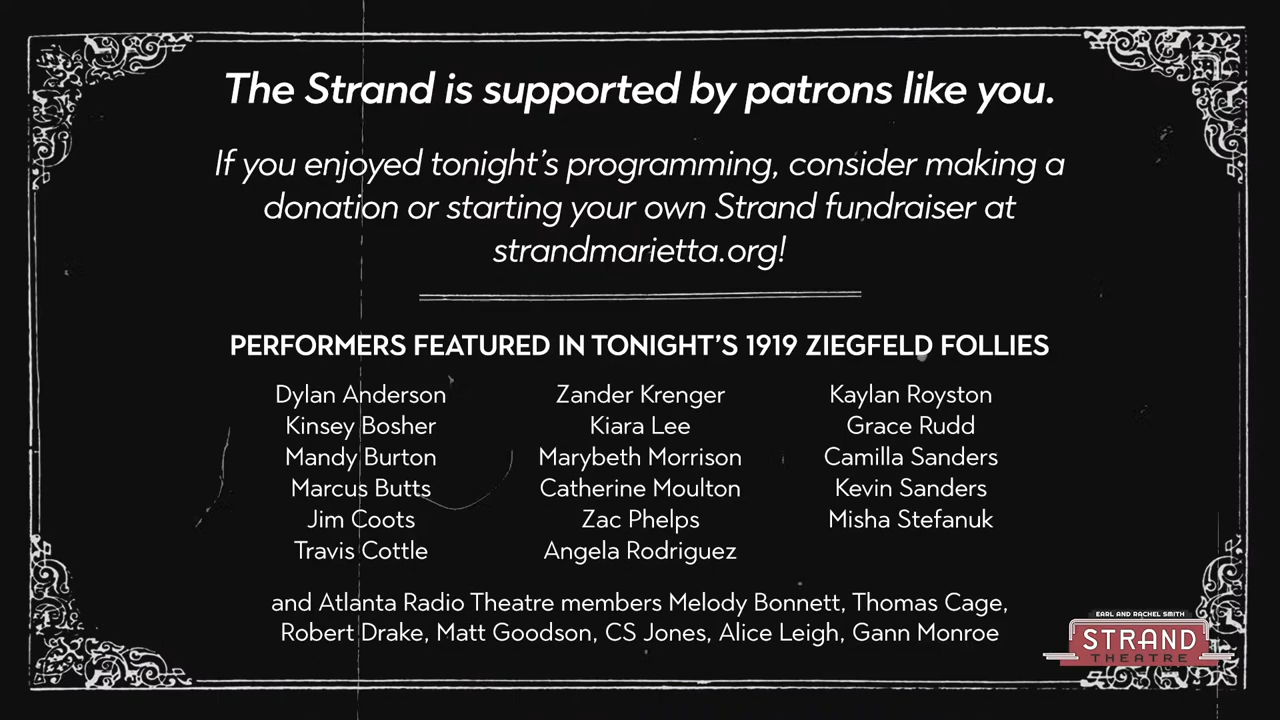 The Strand is supported by patrons like you.
If you enjoyed tonight's programming, consider making a
donation or starting your own Strand fundraiser at
strandmarietta.org!
PERFORMERS FEATURED IN TONIGHT'S 1919 ZIEGFELD FOLLIES
Dylan Anderson
Kinsey Bosher
Mandy Burton
Marcus Butts
Jim Coots
Travis Cottle
Zander Krenger
Kiara Lee
Marybeth Morrison
Catherine Moulton
Zac Phelps
Angela Rodriguez
Kaylan Royston
Grace Rudd
Camilla Sanders
Kevin Sanders
Misha Stefanuk
and Atlanta Radio Theatre members Melody Bonnett, Thomas Cage,
Robert Drake, Matt Goodson, CS Jones, Alice Leigh, Gann Monroe
EARL AND RACHEL SMITH
STRAND
THEATRE